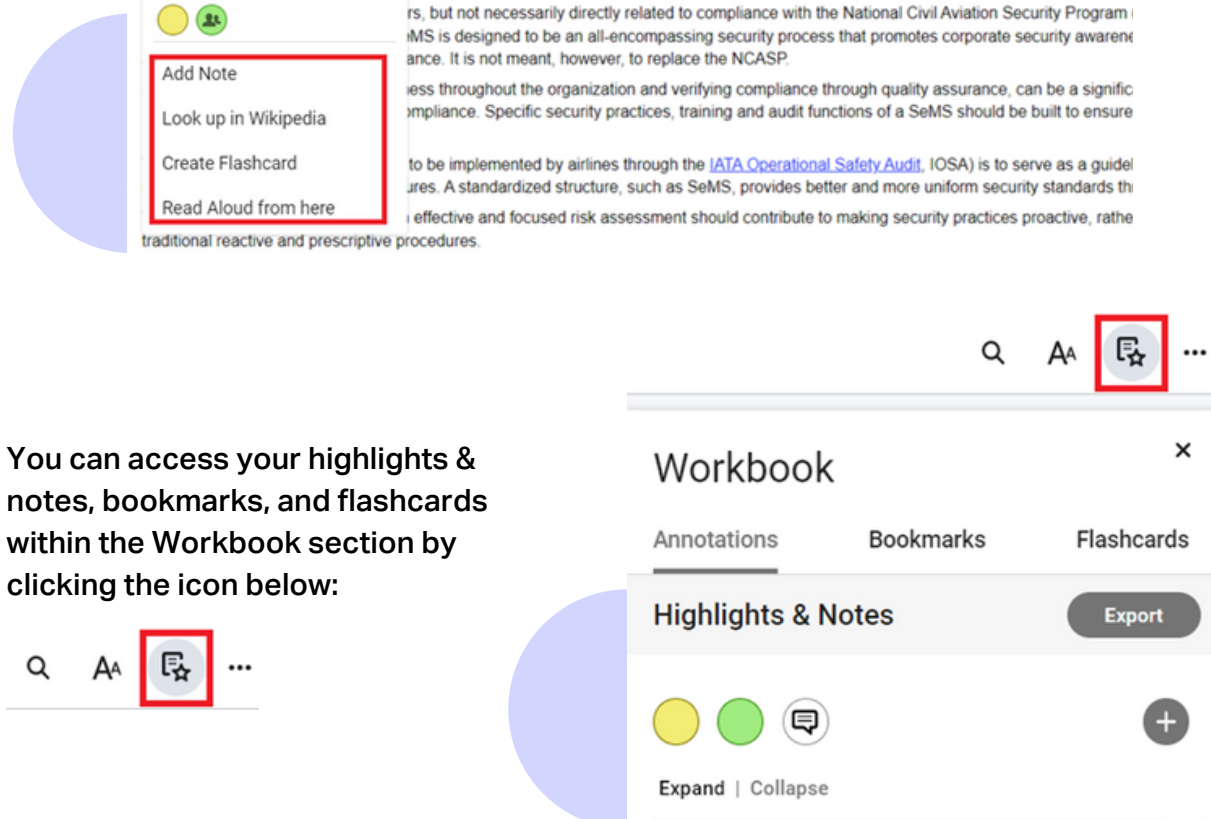 rs, but not necessarily directly related to compliance with the National Civil Aviation Security Program
MS is designed to be an all-encompassing security process that promotes corporate security
ance. It is not meant, however, to replace the NCASP.
Add Note
ess throughout the organization and verifying compliance through quality assurance, can be a
Look up in Wikipedia
mpliance. Specific security practices, training and audit functions of a SeMS should be built to ensure
Create Flashcard
to be implemented by airlines through the IATA Operational Safety Audit, IOSA) is to serve as a
ures. A standardized structure, such as SeMS, provides better and more uniform security standards
Read Aloud from here
effective and focused risk assessment should contribute to making security practices proactive,
traditional reactive and prescriptive procedures.
AA
You can access your highlights &
notes, bookmarks, and flashcards
within the Workbook section by
clicking the icon below:
AA
Workbook
Annotations Bookmarks Flashcards
Highlights & Notes Export
Expand | Collapse